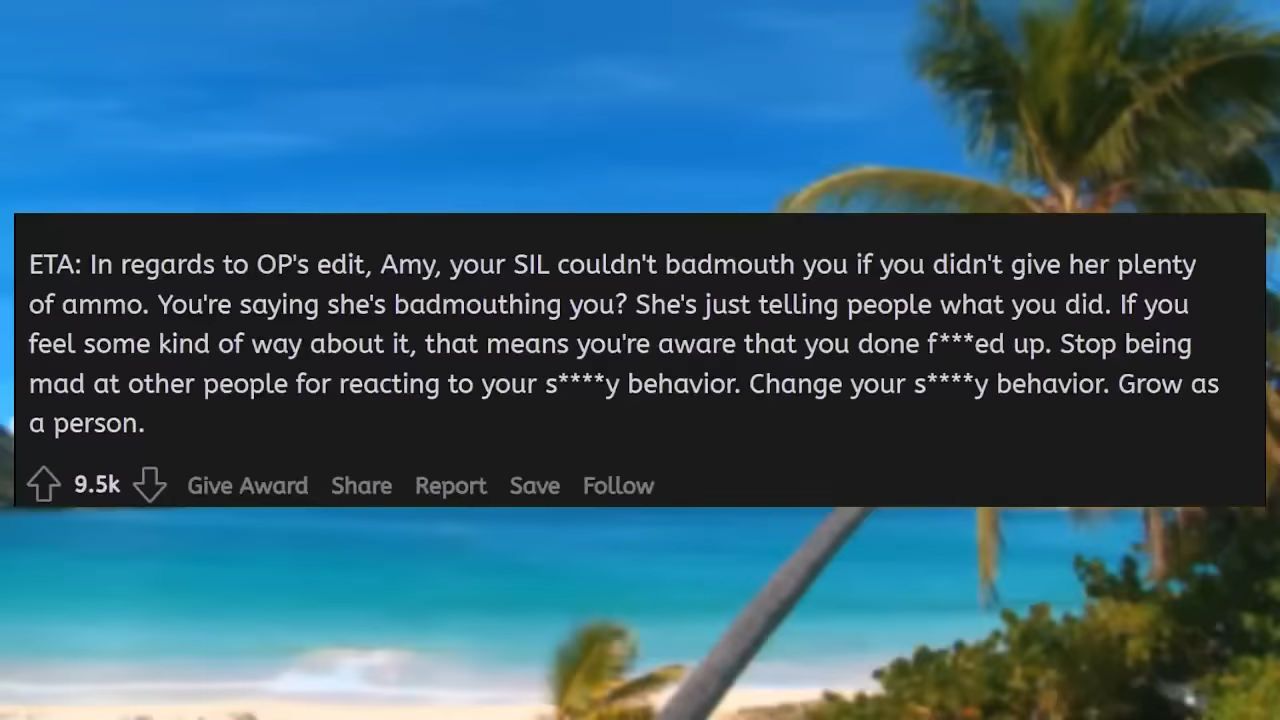 ETA: In regards to OP's edit, Amy, your SIL couldn't badmouth you if you didn't give her plenty
of ammo. You're saying she's badmouthing you? She's just telling people what you did. If you
feel some kind of way about it, that means you're aware that you done f***ed up. Stop being
mad at other people for reacting to your s****y behavior. Change your s****y behavior. Grow as
a person.
9.5k Give Award Share Report Save Follow